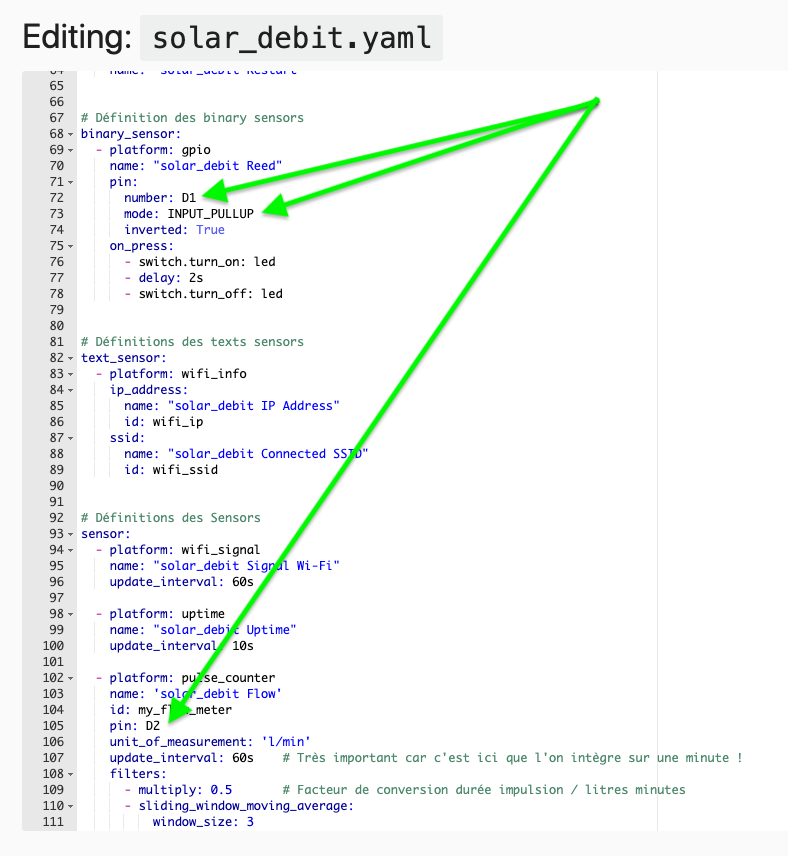 Editing: solar_debit.yaml
64 name: "solar_debit Restart"
65
66
67 # Définition des binary sensors
68 binary_sensor:
69 - platform: gpio
70 name: "solar_debit Reed"
71 pin:
72 number: D1
73 mode: INPUT_PULLUP
74 inverted: True
75 on_press:
76 - switch.turn_on: led
77 - delay: 2s
78 - switch.turn_off: led
79
80
81 # Définitions des texts sensors
82 text_sensor:
83 - platform: wifi_info
84 ip_address:
85 name: "solar_debit IP Address"
86 id: wifi_ip
87 ssid:
88 name: "solar_debit Connected SSID"
89 id: wifi_ssid
90
91
92 # Définitions des Sensors
93 sensor:
94 - platform: wifi_signal
95 name: "solar_debit Signal Wi-Fi"
96 update_interval: 60s
97
98 - platform: uptime
99 name: "solar_debit Uptime"
100 update_interval: 10s
101
102 - platform: pulse_counter
103 name: 'solar_debit Flow'
104 id: my_flow_meter
105 pin: D2
106 unit_of_measurement: 'l/min'
107 update_interval: 60s # Très important car c'est ici que l'on intègre sur une minute !
108 filters:
109 - multiply: 0.5 # Facteur de conversion durée impulsion / litres minutes
110 - sliding_window_moving_average:
111 window_size: 3